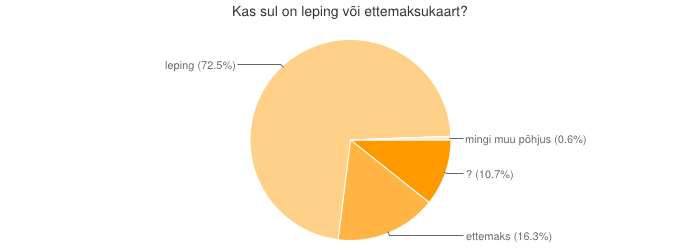 Kas sul on leping või ettemaksukaart?
leping (72.5%)
mingi muu põhjus (0.6%)
? (10.7%)
ettemaks (16.3%)